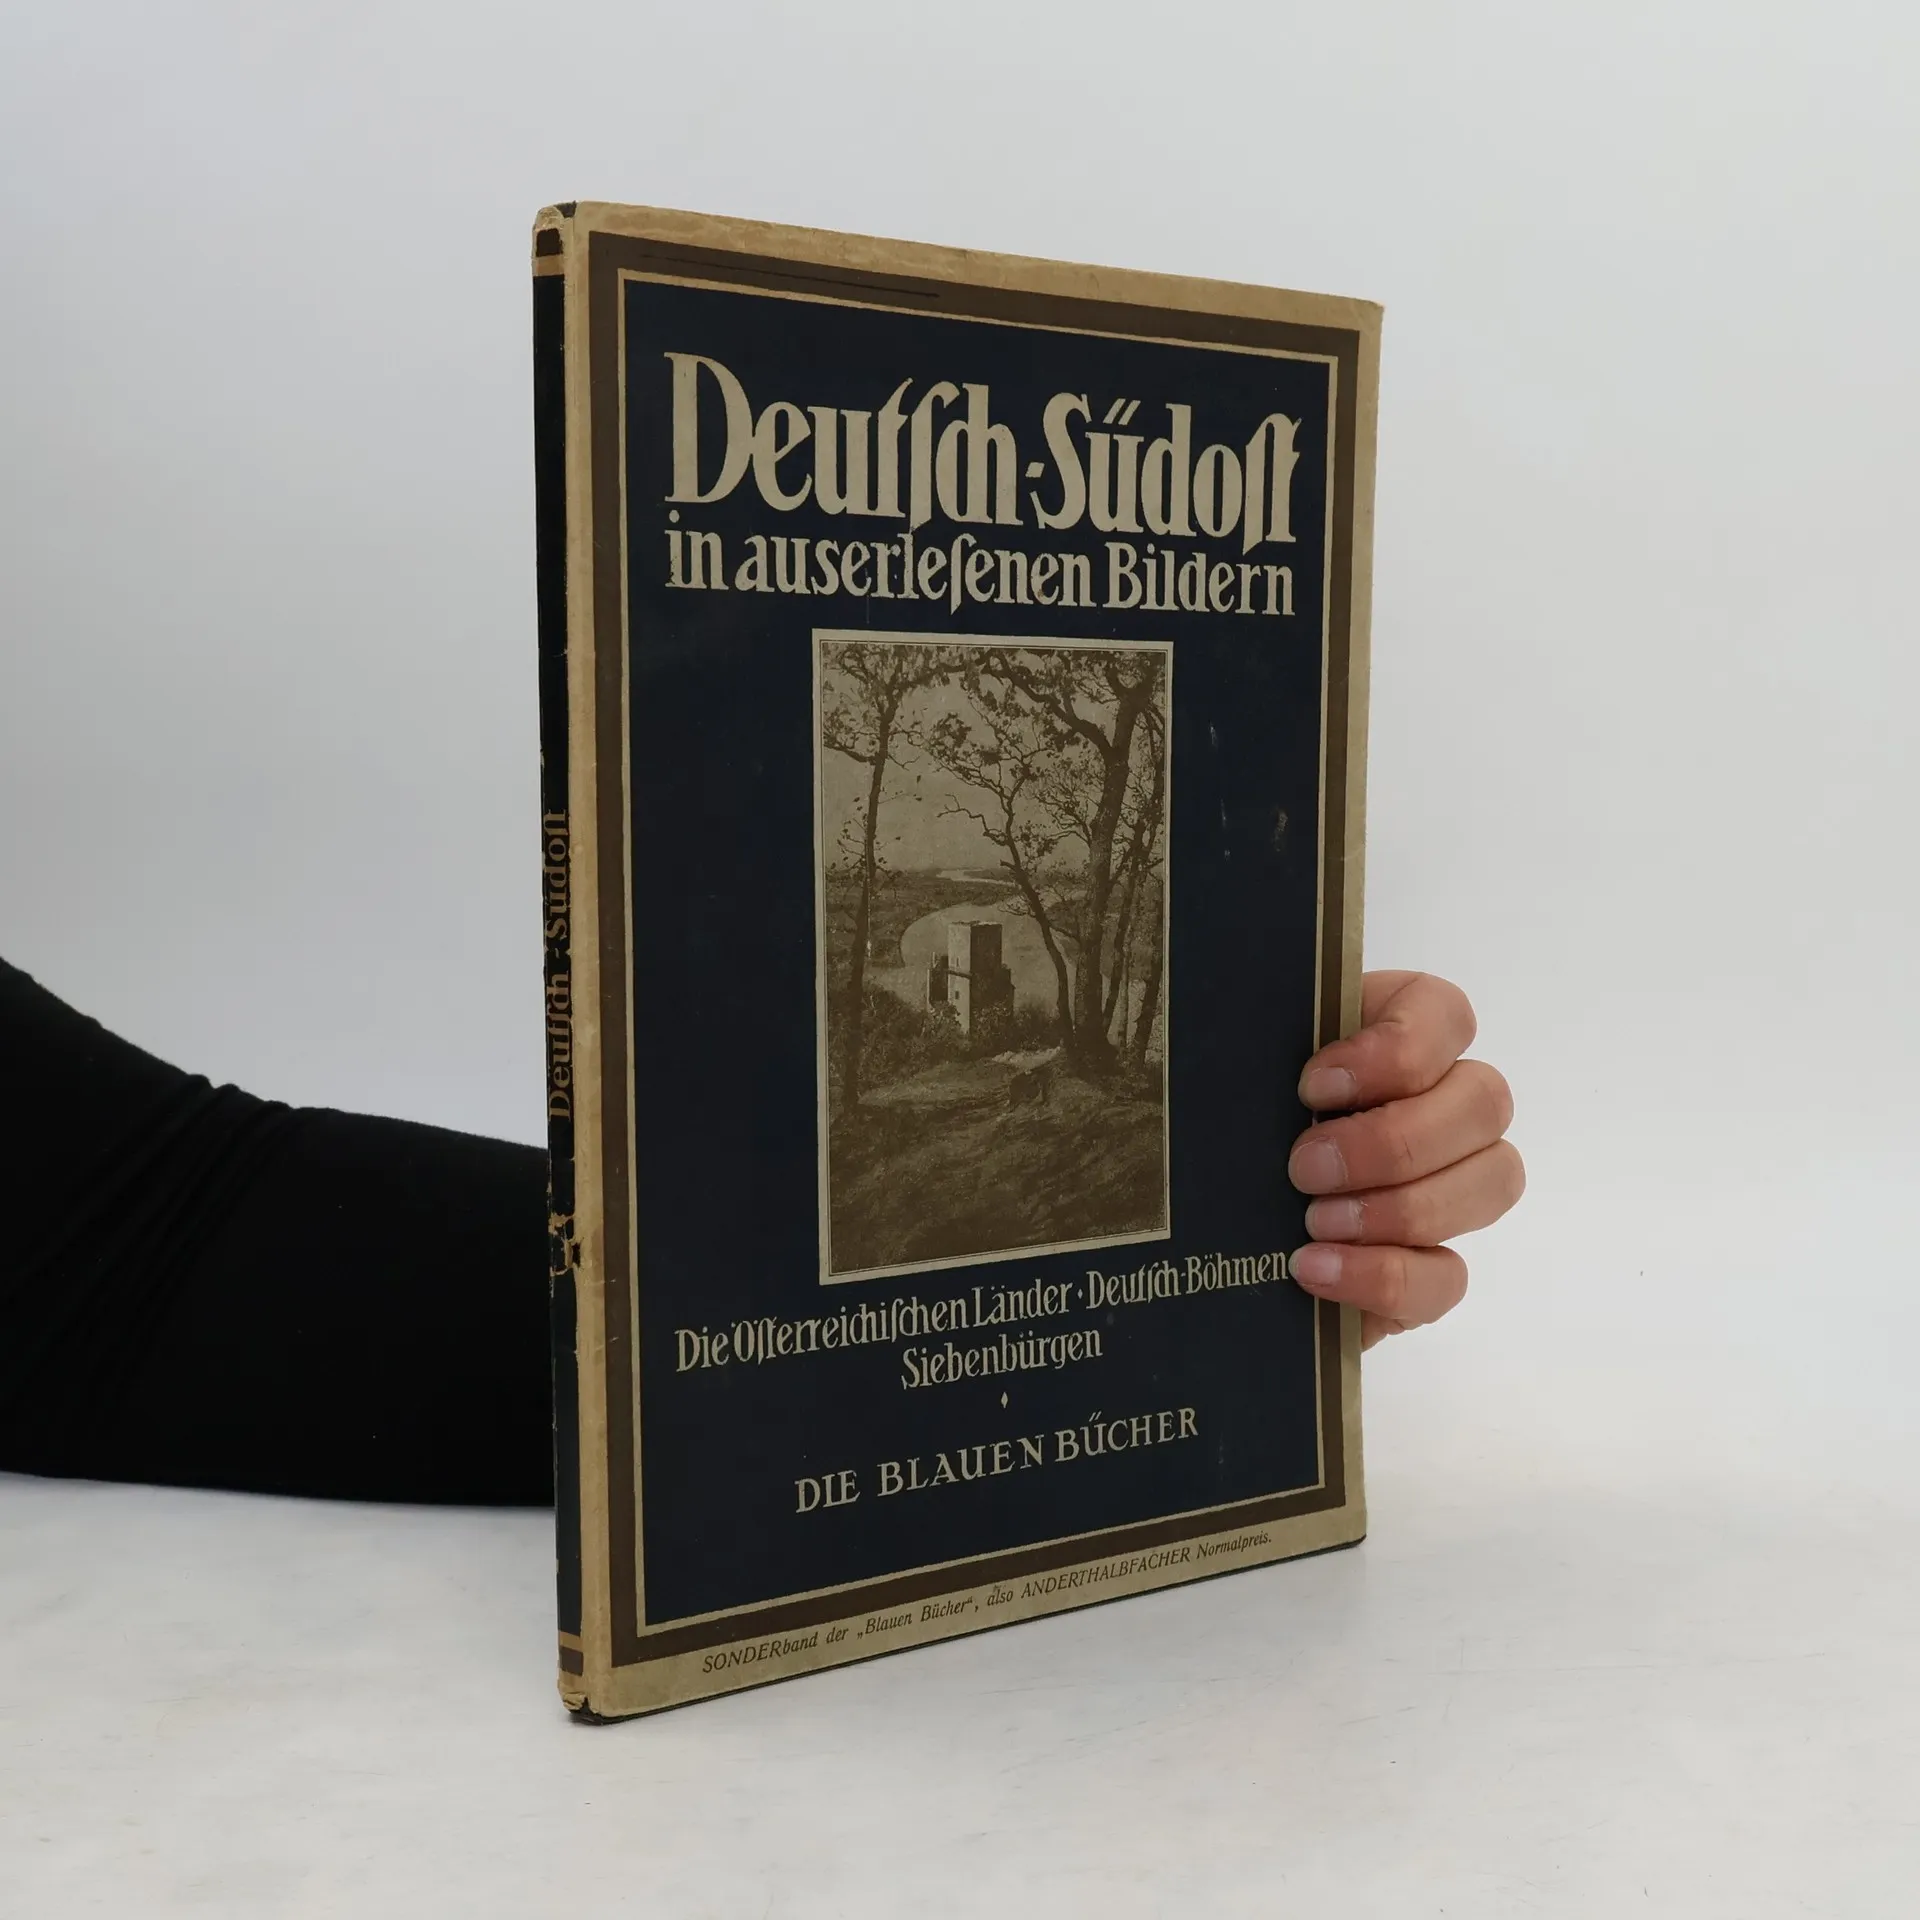 Deutſch-Südoſt
in auserleſenen Bildern
Die Öſterreichiſchen Länder · Deutſch-Böhmen
Siebenbürgen
DIE BLAUEN BÜCHER
SONDERband der „Blauen Bücher“, also ANDERTHALBFACHER Normalpreis.
Deutſch-Südoſt